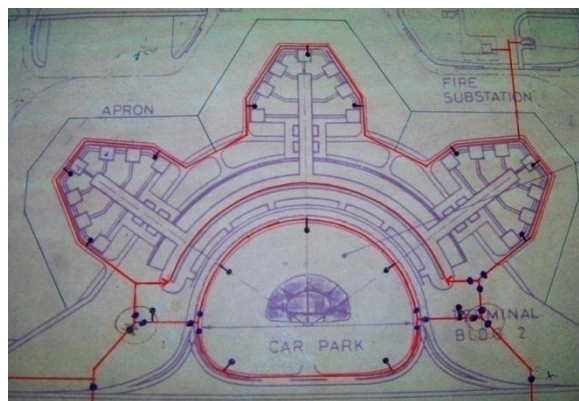 FIRE
SUBSTATION
APRON
TERMINAL
BLDG 2
CAR PARK